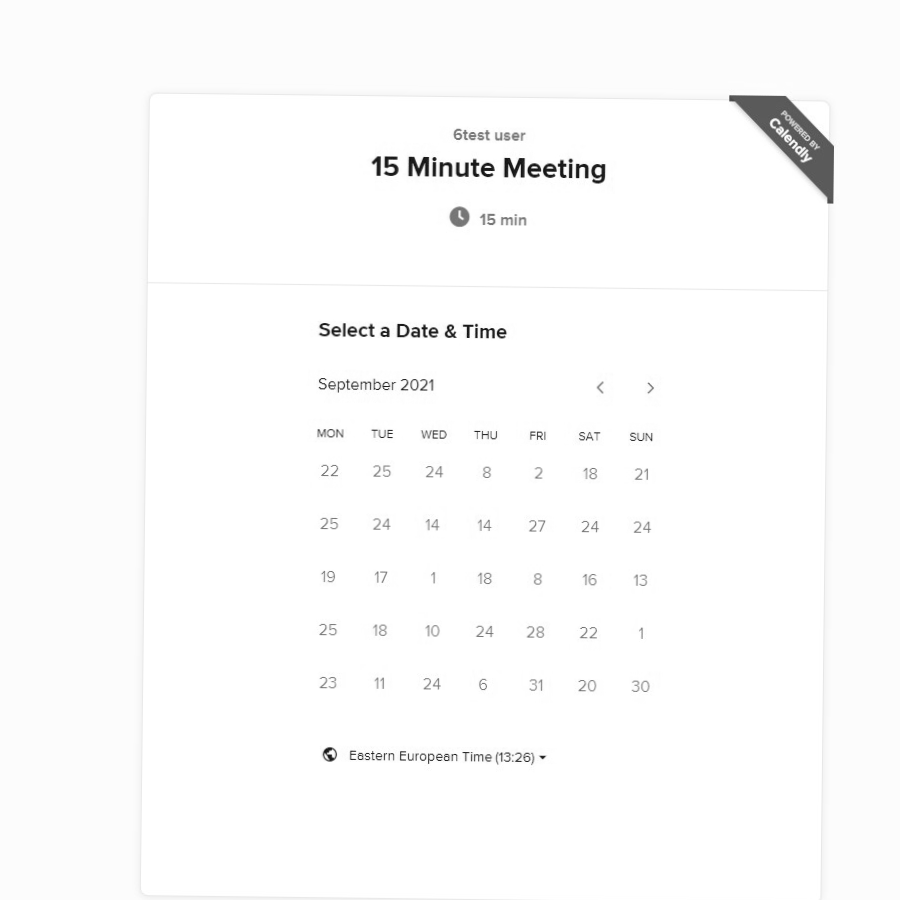 POWERED BY
Calendly
6test user
15 Minute Meeting
15 min
Select a Date & Time
September 2021
MON TUE WED THU FRI SAT SUN
22 25 24 8 2 18 21
25 24 14 14 27 24 24
19 17 1 18 8 16 13
25 18 10 24 28 22 1
23 11 24 6 31 20 30
Eastern European Time (13:26)